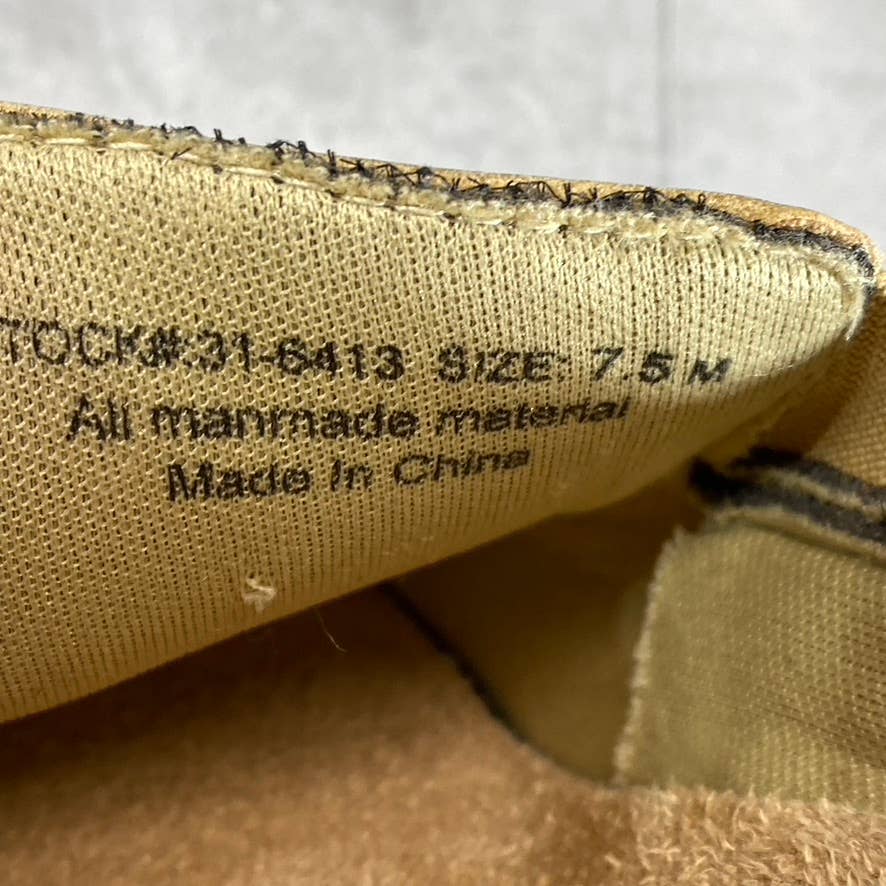 TOCK#:31-6413 SIZE: 7.5 M
All manmade material
Made In China